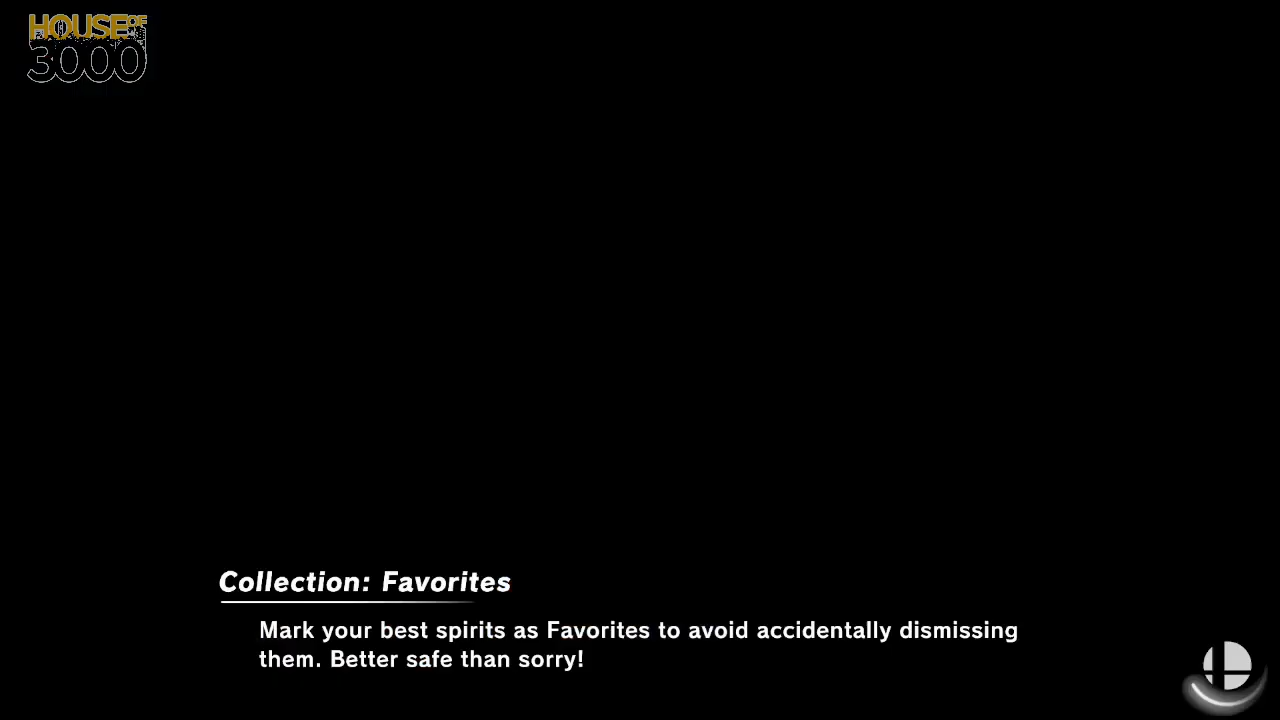 HOUSE OF
3000
Collection: Favorites
Mark your best spirits as Favorites to avoid accidentally dismissing
them. Better safe than sorry!